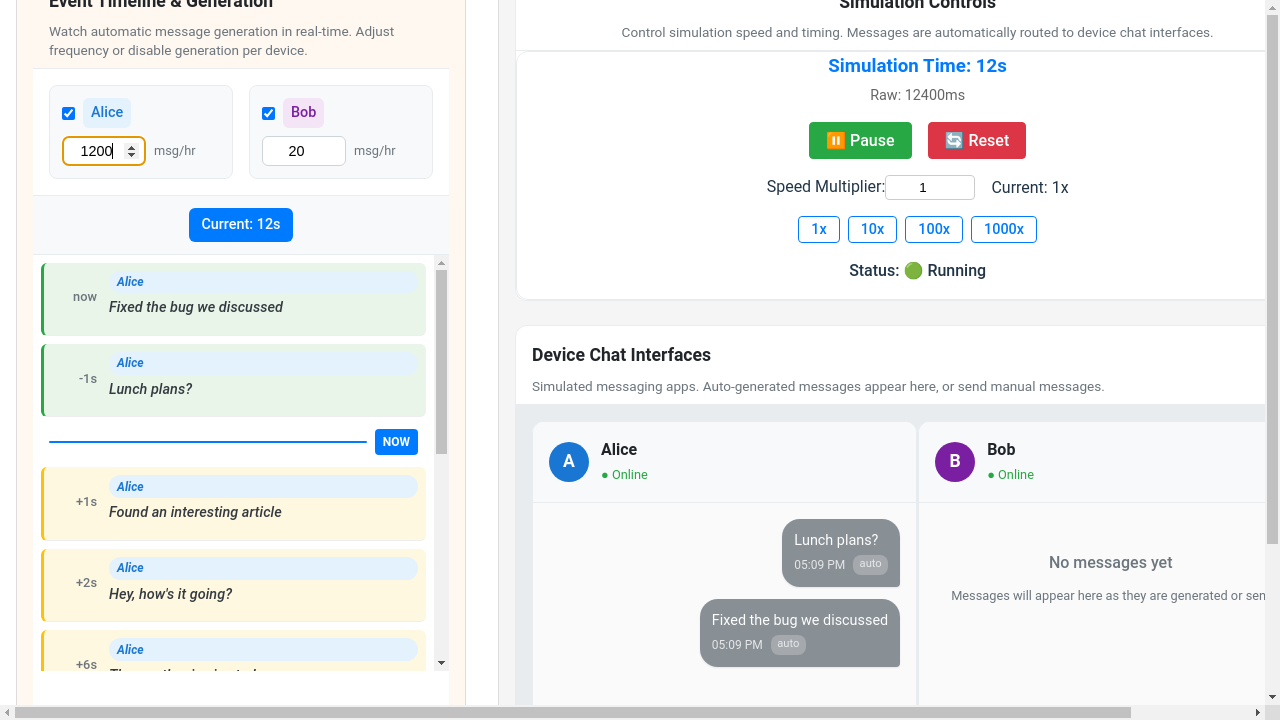 Event Timeline & Generation
Watch automatic message generation in real-time. Adjust
frequency or disable generation per device.
Alice
1200
msg/hr
Bob
20
msg/hr
Current: 12s
now
Alice
Fixed the bug we discussed
-1s
Alice
Lunch plans?
NOW
+1s
Alice
Found an interesting article
+2s
Alice
Hey, how's it going?
+6s
Alice
Simulation Controls
Control simulation speed and timing. Messages are automatically routed to device chat interfaces.
Simulation Time: 12s
Raw: 12400ms
⏸️ Pause
🔄 Reset
Speed Multiplier: 1 Current: 1x
1x 10x 100x 1000x
Status: 🟢 Running
Device Chat Interfaces
Simulated messaging apps. Auto-generated messages appear here, or send manual messages.
A
Alice
● Online
Lunch plans?
05:09 PM auto
Fixed the bug we discussed
05:09 PM auto
B
Bob
● Online
No messages yet
Messages will appear here as they are generated or sen